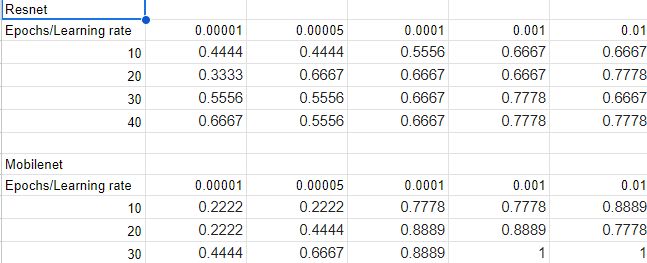 Resnet
Epochs/Learning rate 0.00001 0.00005 0.0001 0.001 0.01
10 0.4444 0.4444 0.5556 0.6667 0.6667
20 0.3333 0.6667 0.6667 0.6667 0.7778
30 0.5556 0.5556 0.6667 0.7778 0.6667
40 0.6667 0.5556 0.6667 0.7778 0.7778
Mobilenet
Epochs/Learning rate 0.00001 0.00005 0.0001 0.001 0.01
10 0.2222 0.2222 0.7778 0.7778 0.8889
20 0.2222 0.4444 0.8889 0.8889 0.7778
30 0.4444 0.6667 0.8889 1 1